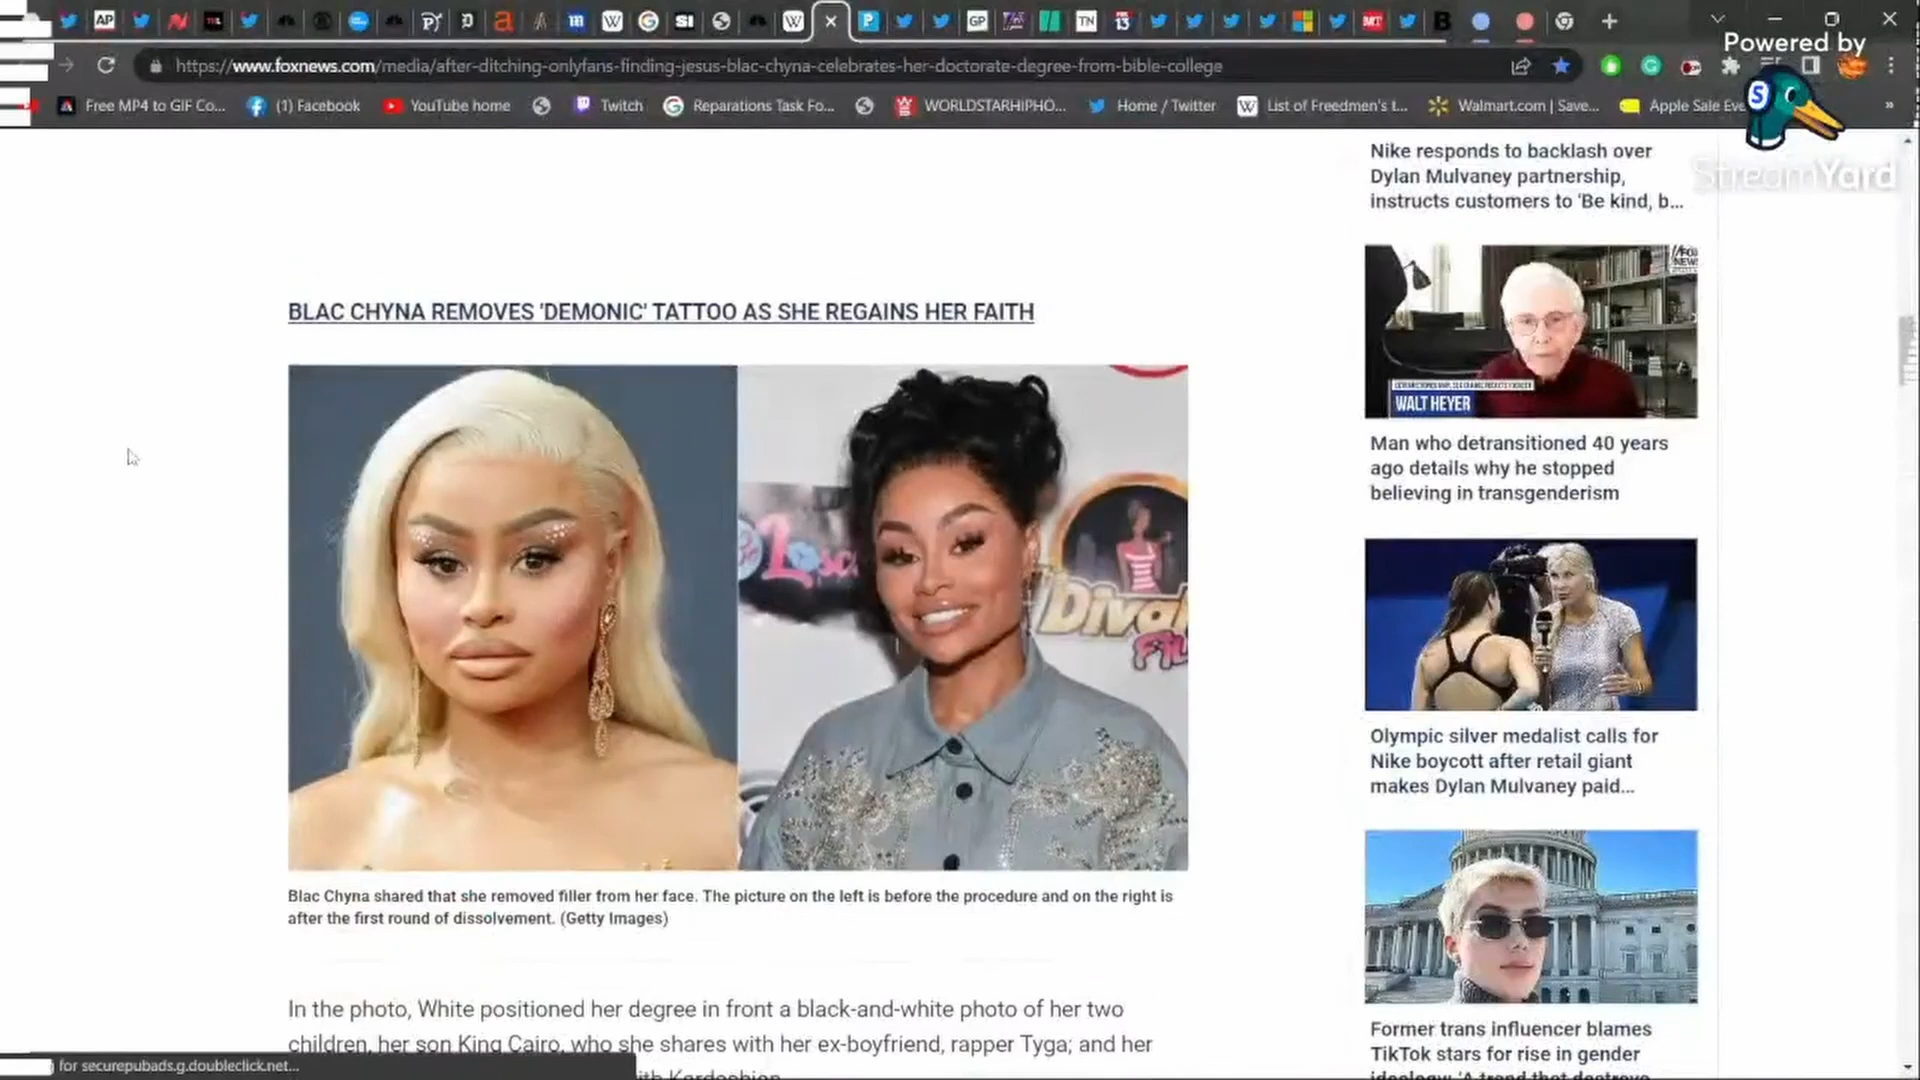 Powered by
StreamYard
https://www.foxnews.com/media/after-ditching-onlyfans-finding-jesus-blac-chyna-celebrates-her-doctorate-degree-from-bible-college
Free MP4 to GIF Co...
(1) Facebook
YouTube home
Twitch
Reparations Task Fo...
WORLDSTARHIPHO...
Home / Twitter
List of Freedmen's t...
Walmart.com | Save...
Apple Sale Eve
BLAC CHYNA REMOVES 'DEMONIC' TATTOO AS SHE REGAINS HER FAITH
Diva
Blac Chyna shared that she removed filler from her face. The picture on the left is before the procedure and on the right is
after the first round of dissolvement. (Getty Images)
In the photo, White positioned her degree in front a black-and-white photo of her two
children, her son King Cairo, who she shares with her ex-boyfriend, rapper Tyga; and her
Kardashian
for securepubads.g.doubleclick.net...
Nike responds to backlash over
Dylan Mulvaney partnership,
instructs customers to 'Be kind, b...
FOX
NEWS
WALT HEYER
Man who detransitioned 40 years
ago details why he stopped
believing in transgenderism
Olympic silver medalist calls for
Nike boycott after retail giant
makes Dylan Mulvaney paid...
Former trans influencer blames
TikTok stars for rise in gender
ideology: 'A trend that destroys